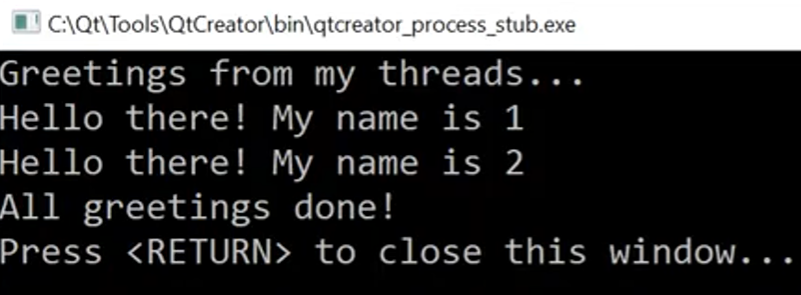 C:\Qt\Tools\QtCreator\bin\qtcreator_process_stub.exe
Greetings from my threads...
Hello there! My name is 1
Hello there! My name is 2
All greetings done!
Press <RETURN> to close this window...